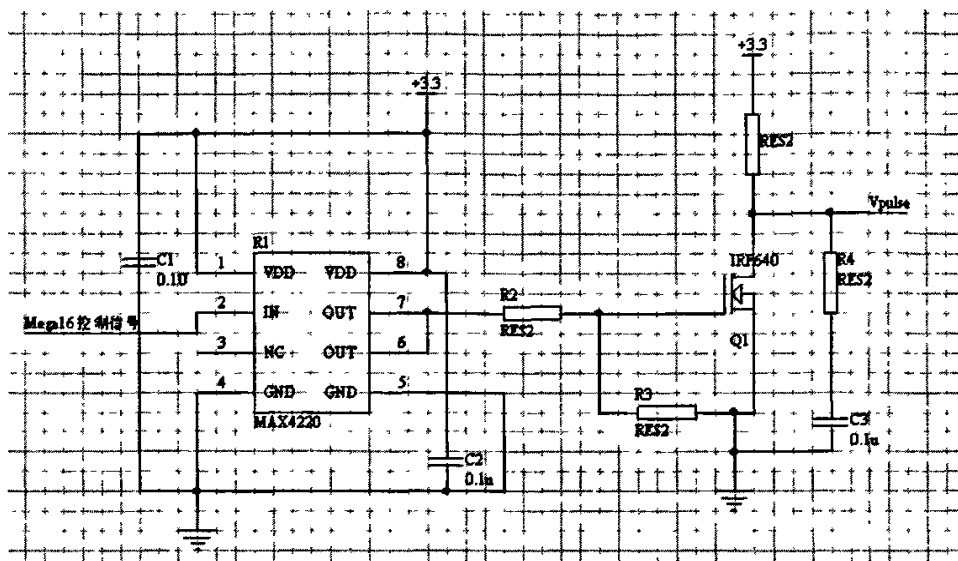 +3.3
+3.3
RES2
Vpulse
R1
C1
0.1U
1
VDD
VDD
8
2
IN
OUT
7
3
NC
OUT
6
4
GND
GND
5
MAX4220
Mega16控制信号
R2
RES2
IRF640
Q1
R4
RES2
R3
RES2
C2
0.1u
C3
0.1u